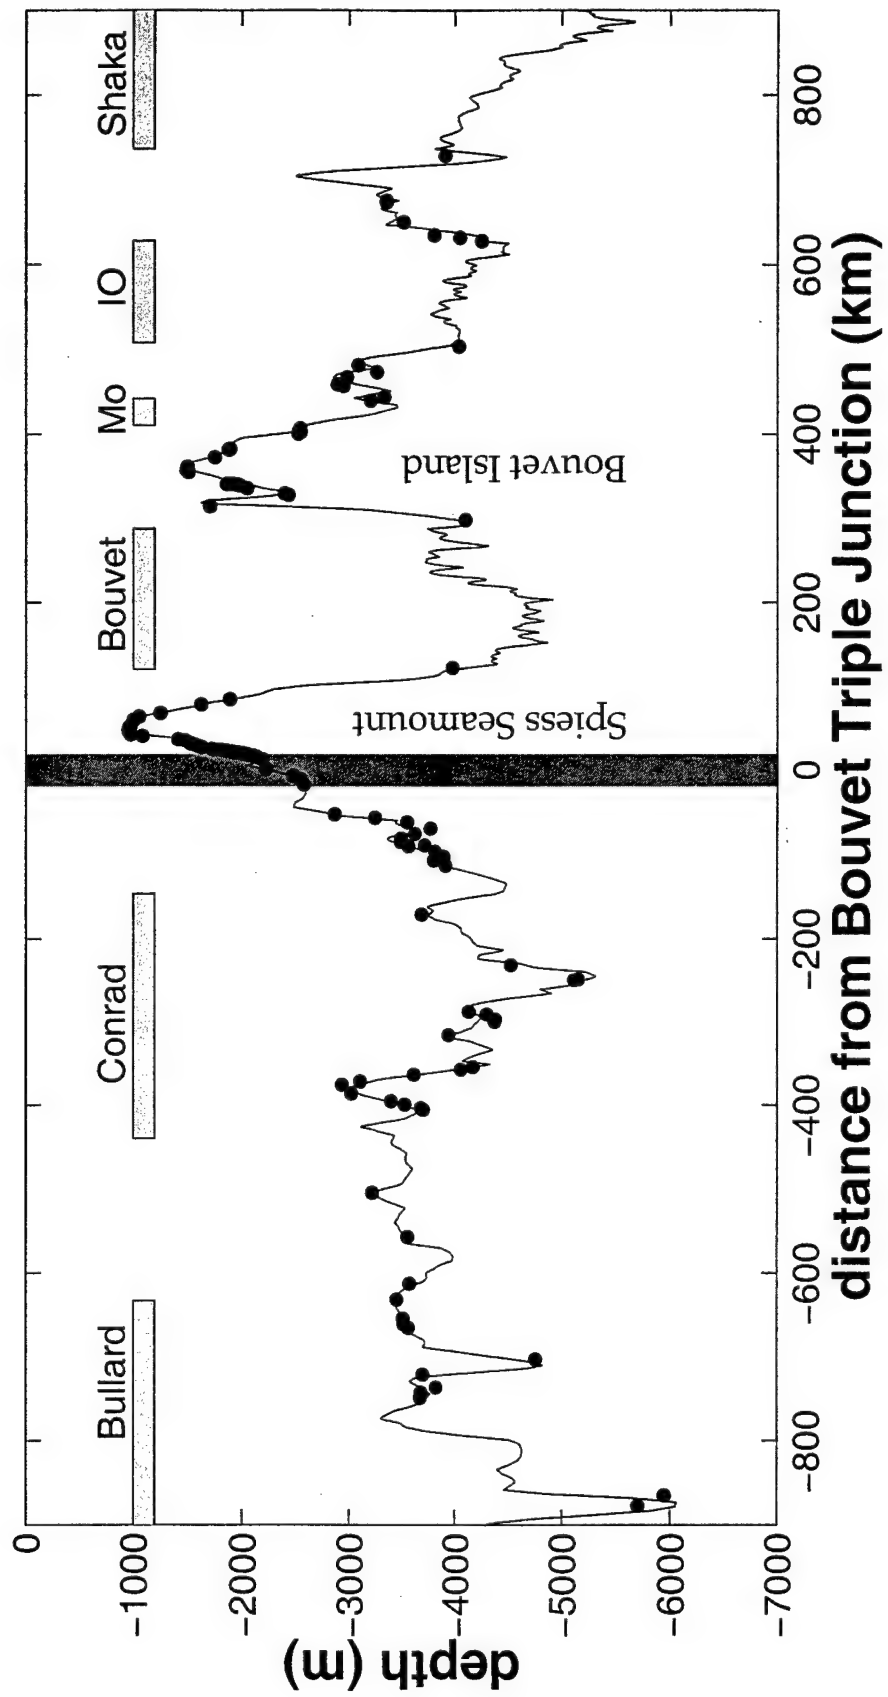 Bullard
Conrad
Bouvet
Mo
IO
Shaka
Spiess Seamount
Bouvet Island
depth (m)
0
−1000
−2000
−3000
−4000
−5000
−6000
−7000
−800
−600
−400
−200
0
200
400
600
800
distance from Bouvet Triple Junction (km)